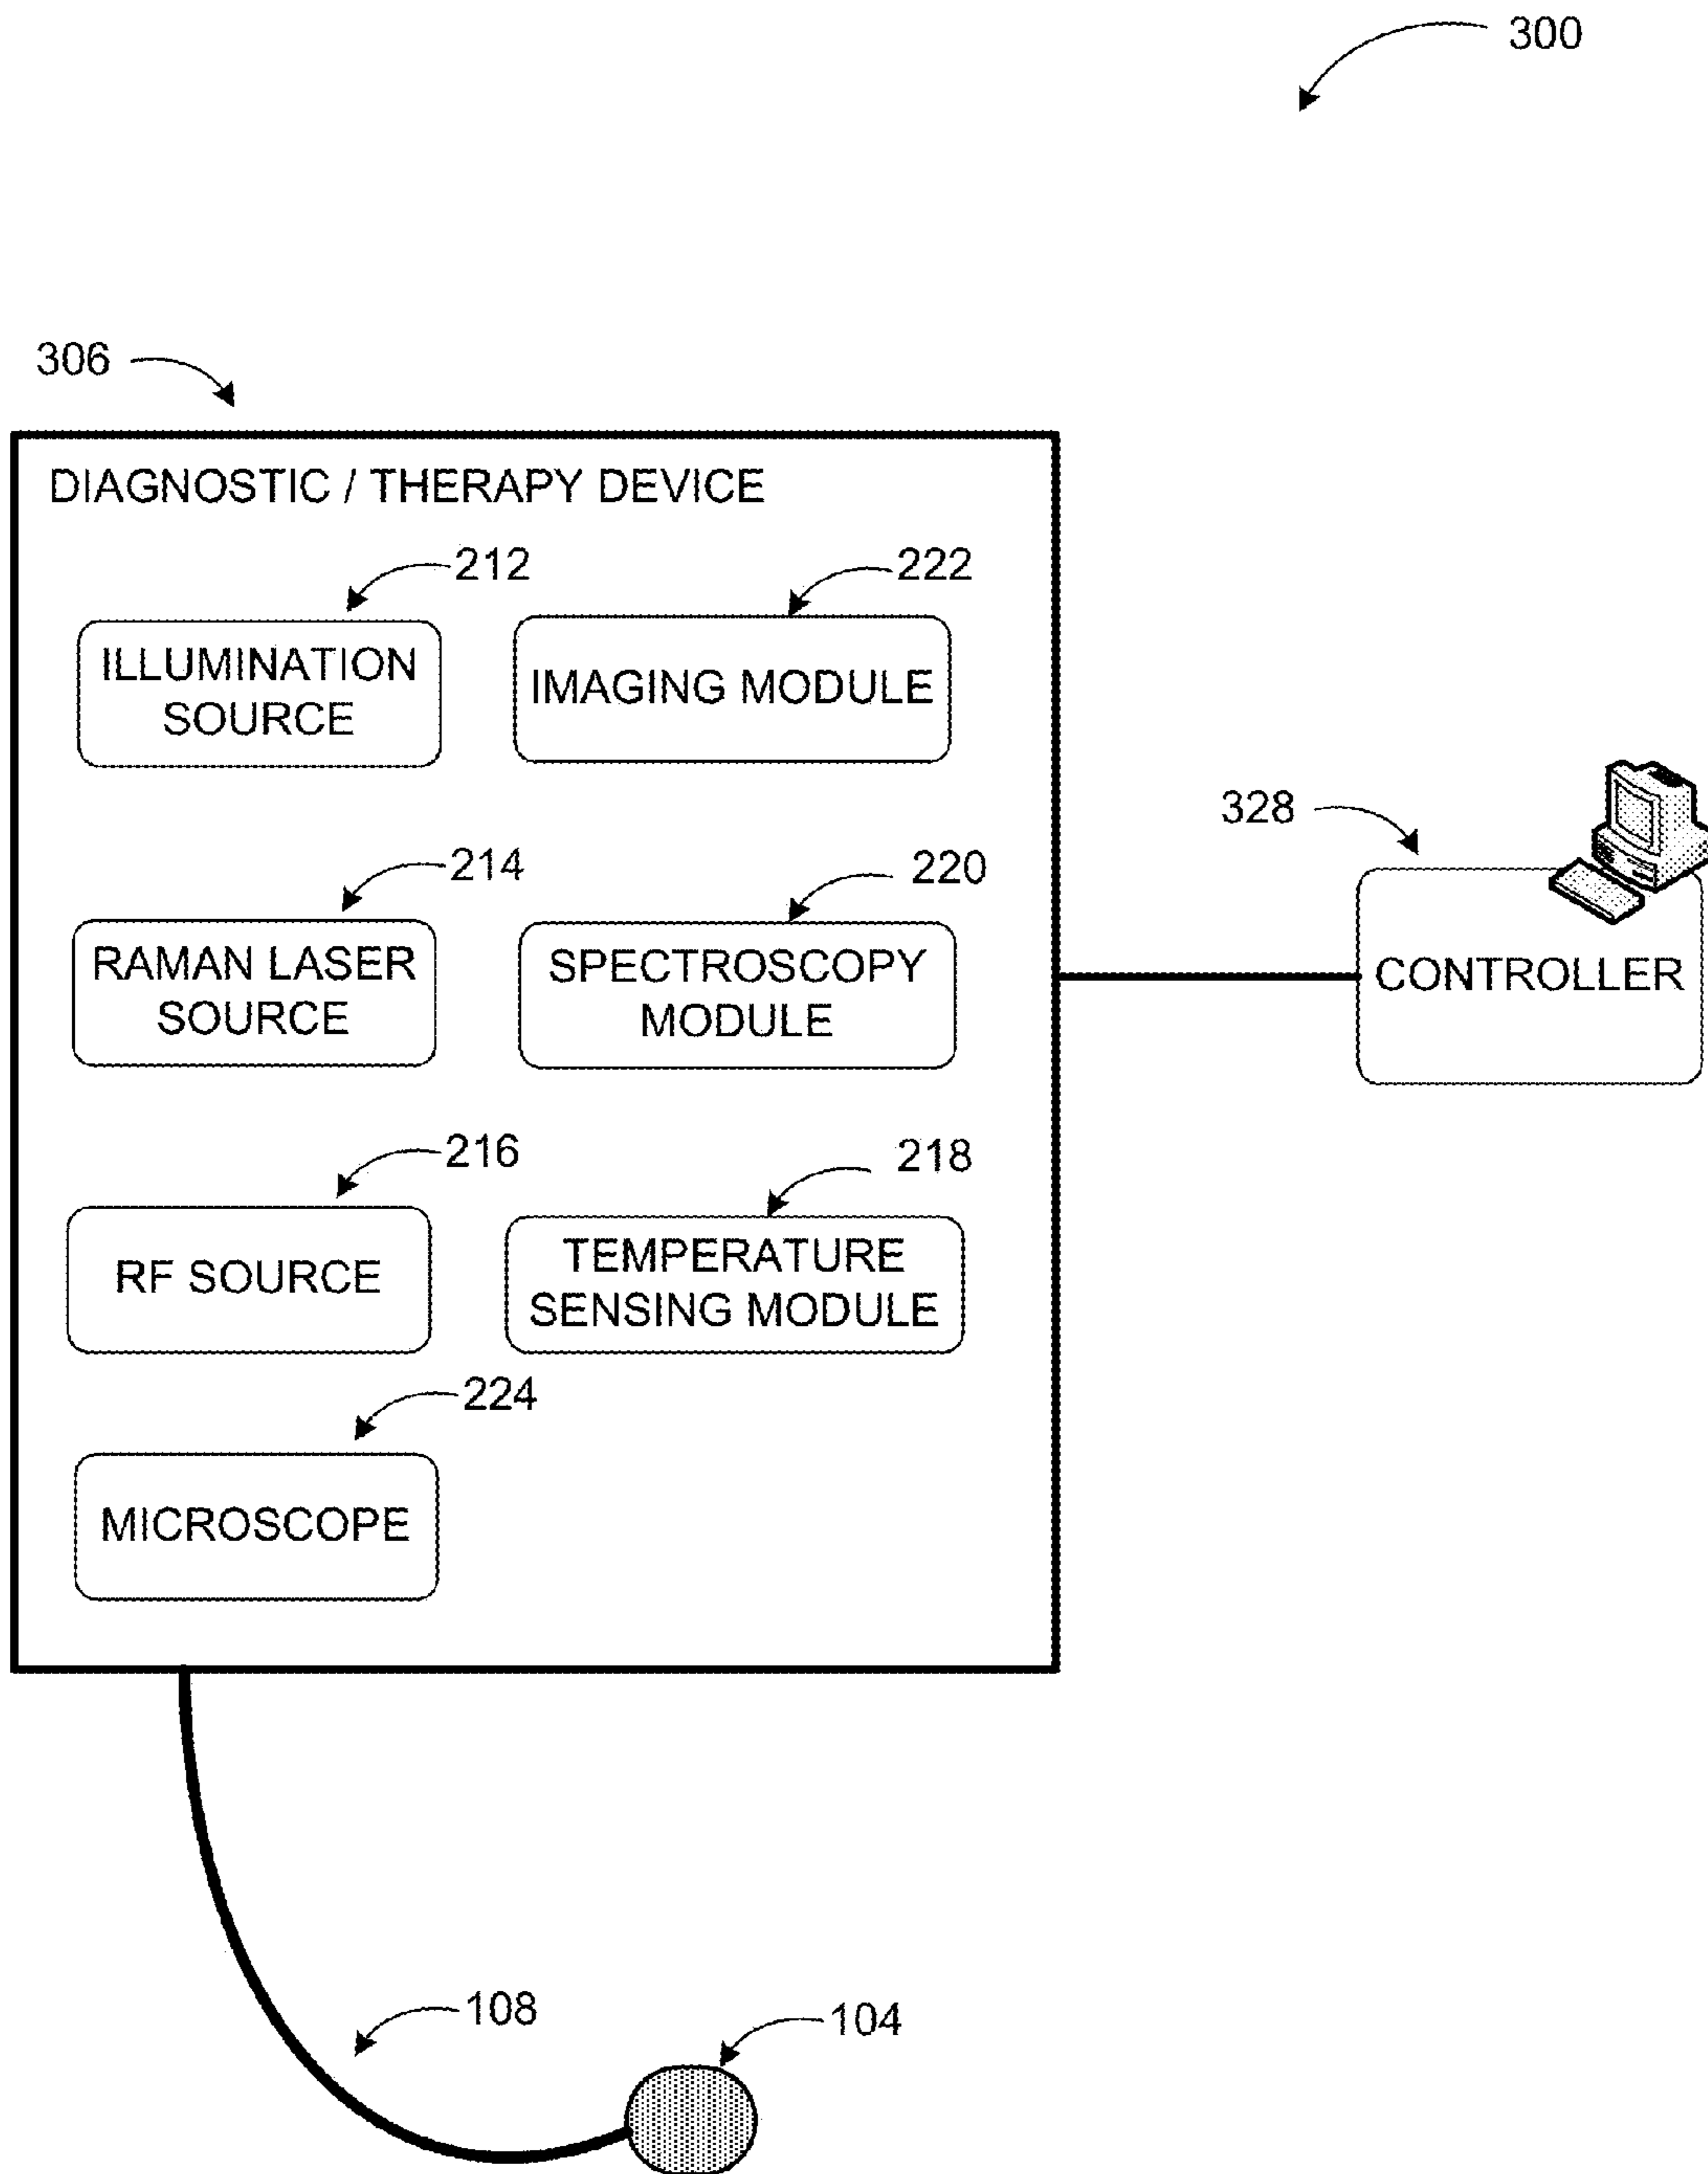 300
306
DIAGNOSTIC / THERAPY DEVICE
212
222
ILLUMINATION
SOURCE
IMAGING MODULE
328
214
220
RAMAN LASER
SOURCE
SPECTROSCOPY
MODULE
CONTROLLER
216
218
RF SOURCE
TEMPERATURE
SENSING MODULE
224
MICROSCOPE
108
104